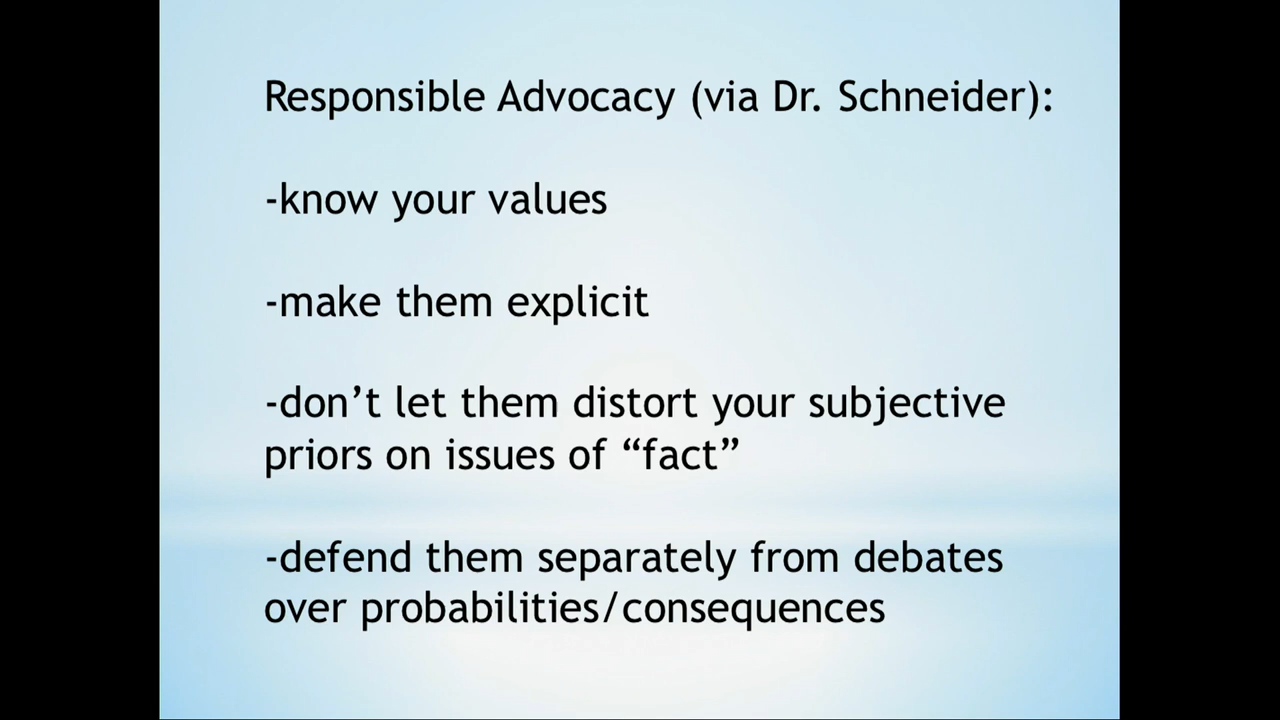 Responsible Advocacy (via Dr. Schneider):
-know your values
-make them explicit
-don’t let them distort your subjective
priors on issues of “fact”
-defend them separately from debates
over probabilities/consequences